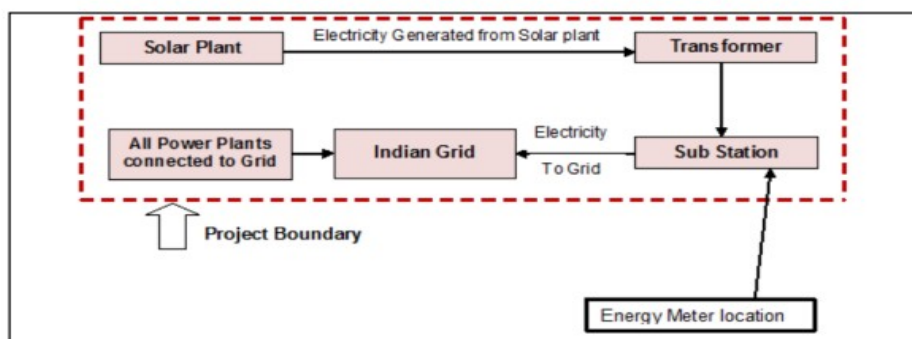 Solar Plant
Electricity Generated from Solar plant
Transformer
All Power Plants
connected to Grid
Indian Grid
Electricity
To Grid
Sub Station
Project Boundary
Energy Meter location